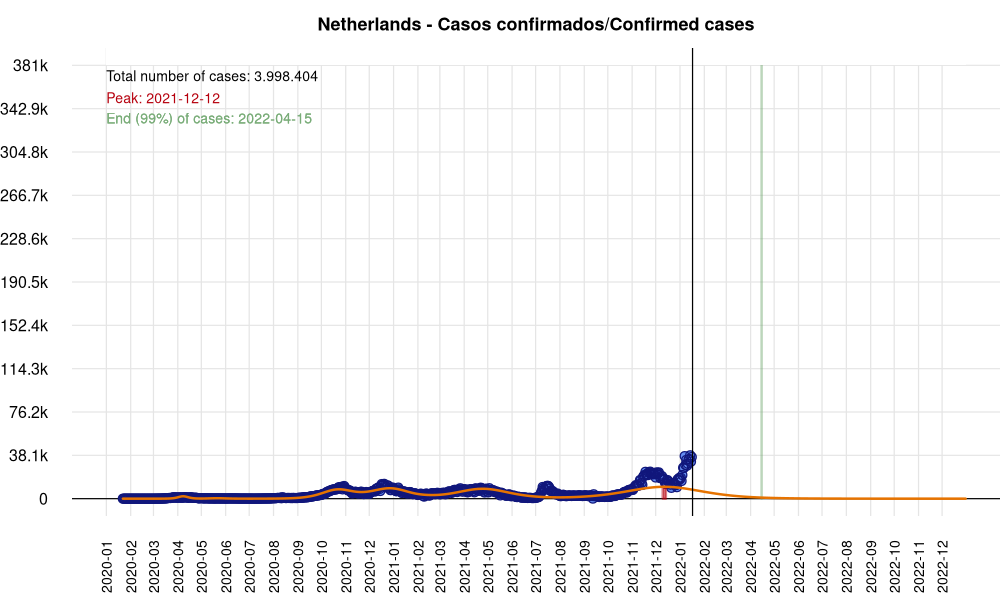 Netherlands - Casos confirmados/Confirmed cases
381k
342.9k
304.8k
266.7k
228.6k
190.5k
152.4k
114.3k
76.2k
38.1k
0
Total number of cases: 3.998.404
Peak: 2021-12-12
End (99%) of cases: 2022-04-15
2020-01
2020-02
2020-03
2020-04
2020-05
2020-06
2020-07
2020-08
2020-09
2020-10
2020-11
2020-12
2021-01
2021-02
2021-03
2021-04
2021-05
2021-06
2021-07
2021-08
2021-09
2021-10
2021-11
2021-12
2022-01
2022-02
2022-03
2022-04
2022-05
2022-06
2022-07
2022-08
2022-09
2022-10
2022-11
2022-12